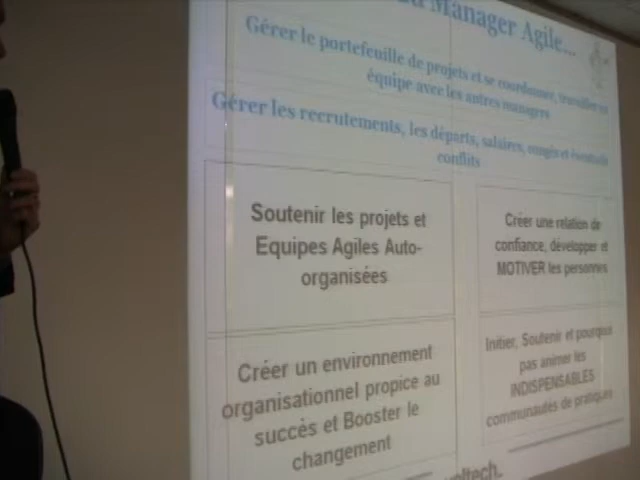 Manager Agile...
Gérer le portefeuille de projets et se coordonner, travailler en
équipe avec les autres managers
Gérer les recrutements, les départs, salaires, congés et éventuels
conflits
Soutenir les projets et
Equipes Agiles Auto-
organisées
Créer une relation de
confiance, développer et
MOTIVER les personnes
Créer un environnement
organisationnel propice au
succès et Booster le
changement
Initier, Soutenir et pourquoi
pas animer les
INDISPENSABLES
communautés de pratiques